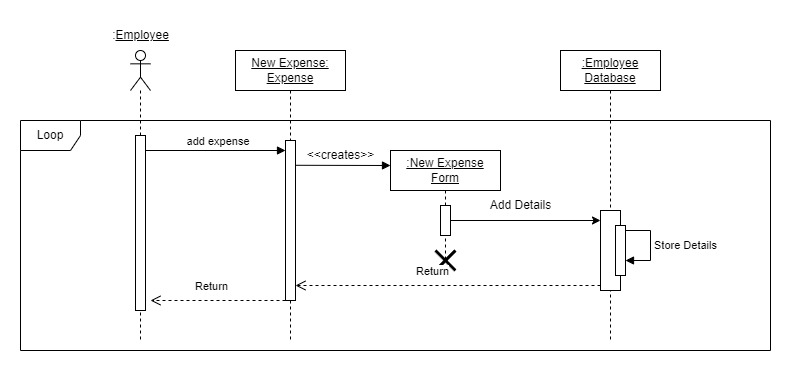 :Employee
New Expense:
Expense
:Employee
Database
Loop
add expense
<<creates>>
:New Expense
Form
Add Details
Store Details
Return
Return